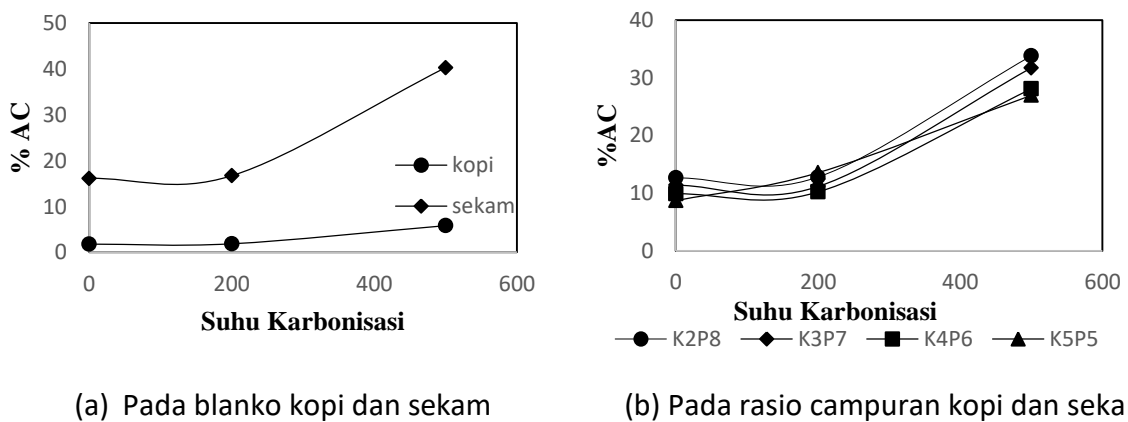 50
40
30
20
10
0
% AC
kopi
sekam
0 200 400 600
Suhu Karbonisasi
(a) Pada blanko kopi dan sekam
40
30
20
10
0
%AC
0 200 400 600
Suhu Karbonisasi
K2P8 K3P7 K4P6 K5P5
(b) Pada rasio campuran kopi dan seka